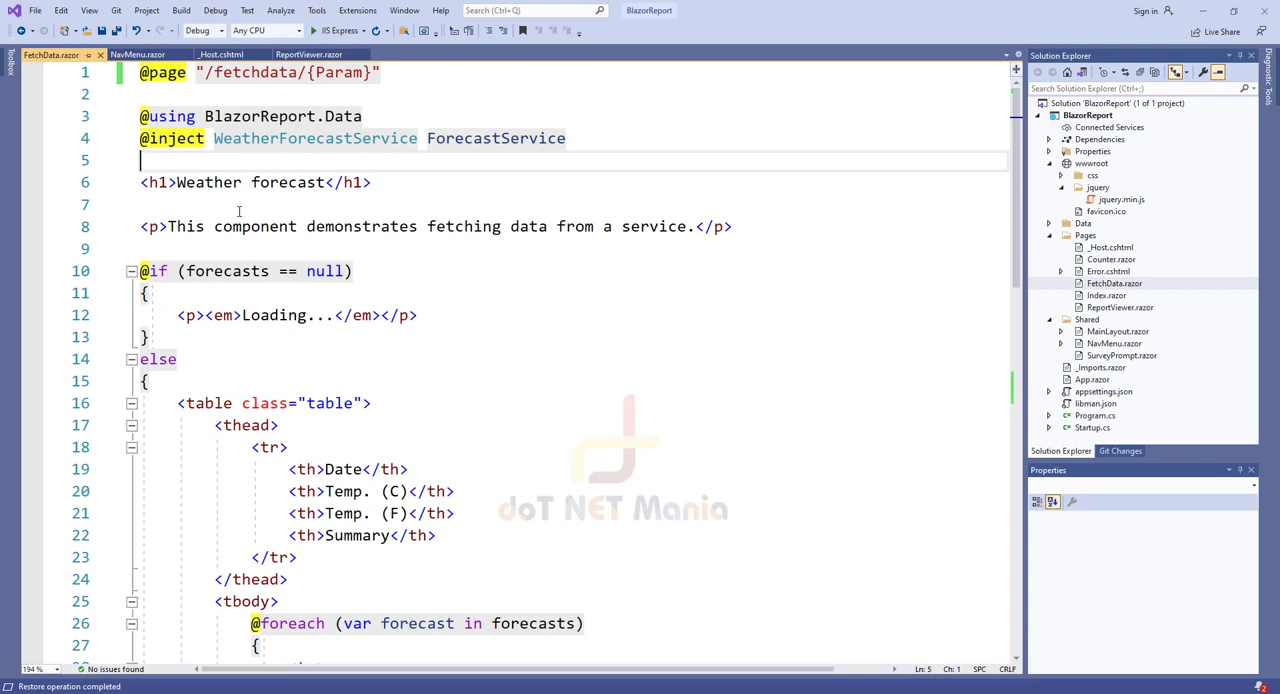 File Edit View Git Project Build Debug Test Analyze Tools Extensions Window Help Search (Ctrl+Q) BlazorReport Sign in
Debug Any CPU IIS Express Live Share
FetchData.razor NavMenu.razor _Host.cshtml ReportViewer.razor
Toolbox
1 @page "/fetchdata/{Param}"
2
3 @using BlazorReport.Data
4 @inject WeatherForecastService ForecastService
5
6 <h1>Weather forecast</h1>
7
8 <p>This component demonstrates fetching data from a service.</p>
9
10 @if (forecasts == null)
11 {
12 <p><em>Loading...</em></p>
13 }
14 else
15 {
16 <table class="table">
17 <thead>
18 <tr>
19 <th>Date</th>
20 <th>Temp. (C)</th>
21 <th>Temp. (F)</th>
22 <th>Summary</th>
23 </tr>
24 </thead>
25 <tbody>
26 @foreach (var forecast in forecasts)
27 {
doT NET Mania
194 % No issues found Ln: 5 Ch: 1 SPC CRLF
Restore operation completed
2
Solution Explorer
Search Solution Explorer (Ctrl+;)
Solution 'BlazorReport' (1 of 1 project)
BlazorReport
Connected Services
Dependencies
Properties
wwwroot
css
jquery
jquery.min.js
favicon.ico
Data
Pages
_Host.cshtml
Counter.razor
Error.cshtml
FetchData.razor
Index.razor
ReportViewer.razor
Shared
MainLayout.razor
NavMenu.razor
SurveyPrompt.razor
_Imports.razor
App.razor
appsettings.json
libman.json
Program.cs
Startup.cs
Solution Explorer Git Changes
Properties
Diagnostic Tools